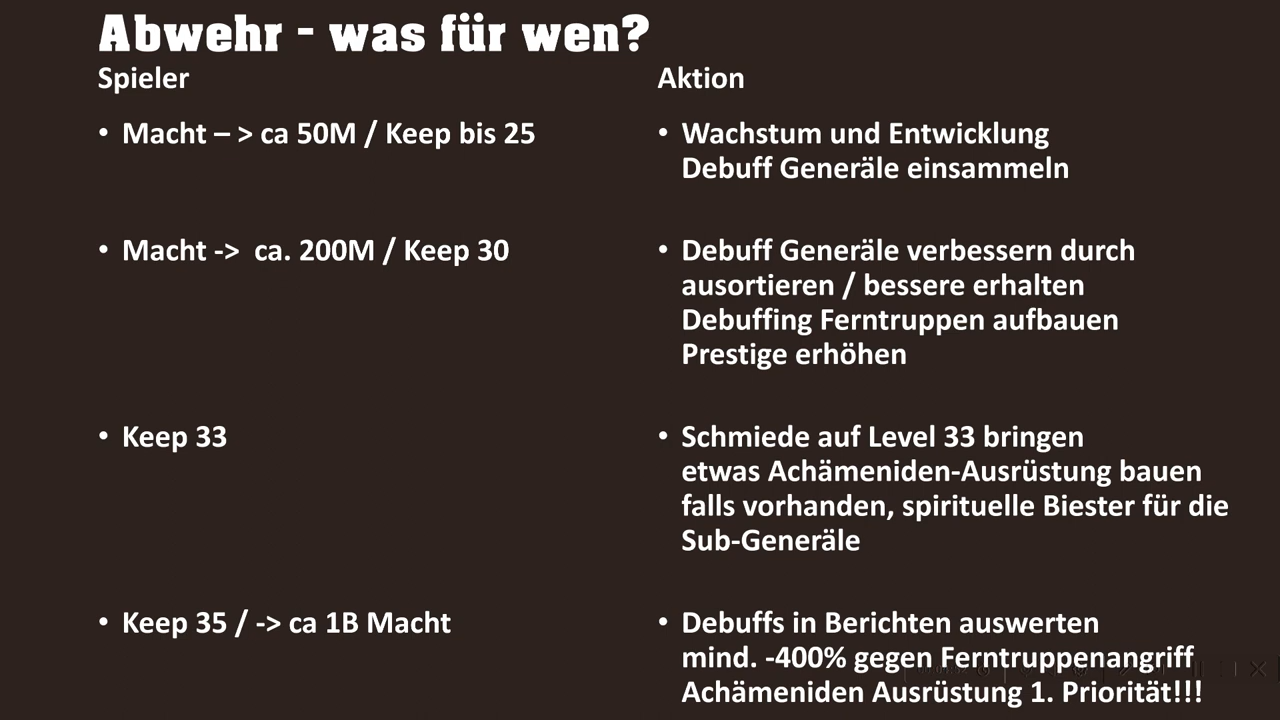 Abwehr - was für wen?
Spieler
Aktion
• Macht – > ca 50M / Keep bis 25
• Wachstum und Entwicklung
Debuff Generäle einsammeln
• Macht -> ca. 200M / Keep 30
• Debuff Generäle verbessern durch
ausortieren / bessere erhalten
Debuffing Ferntruppen aufbauen
Prestige erhöhen
• Keep 33
• Schmiede auf Level 33 bringen
etwas Achämeniden-Ausrüstung bauen
falls vorhanden, spirituelle Biester für die
Sub-Generäle
• Keep 35 / -> ca 1B Macht
• Debuffs in Berichten auswerten
mind. -400% gegen Ferntruppenangriff
Achämeniden Ausrüstung 1. Priorität!!!